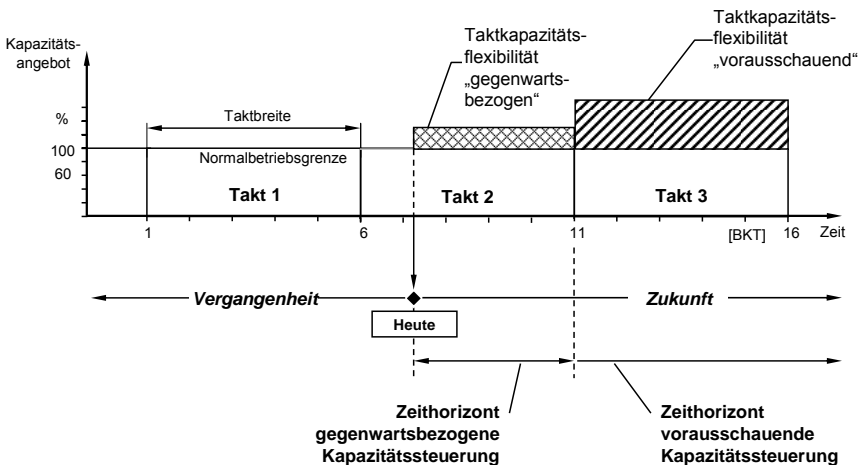 Kapazitäts-
angebot
Taktkapazitäts-
flexibilität
„gegenwarts-
bezogen“
Taktkapazitäts-
flexibilität
„vorausschauend“
%
100
60
Taktbreite
Normalbetriebsgrenze
Takt 1
Takt 2
Takt 3
1
6
11
[BKT]
16
Zeit
Vergangenheit
Zukunft
Heute
Zeithorizont
gegenwartsbezogene
Kapazitätssteuerung
Zeithorizont
vorausschauende
Kapazitätssteuerung